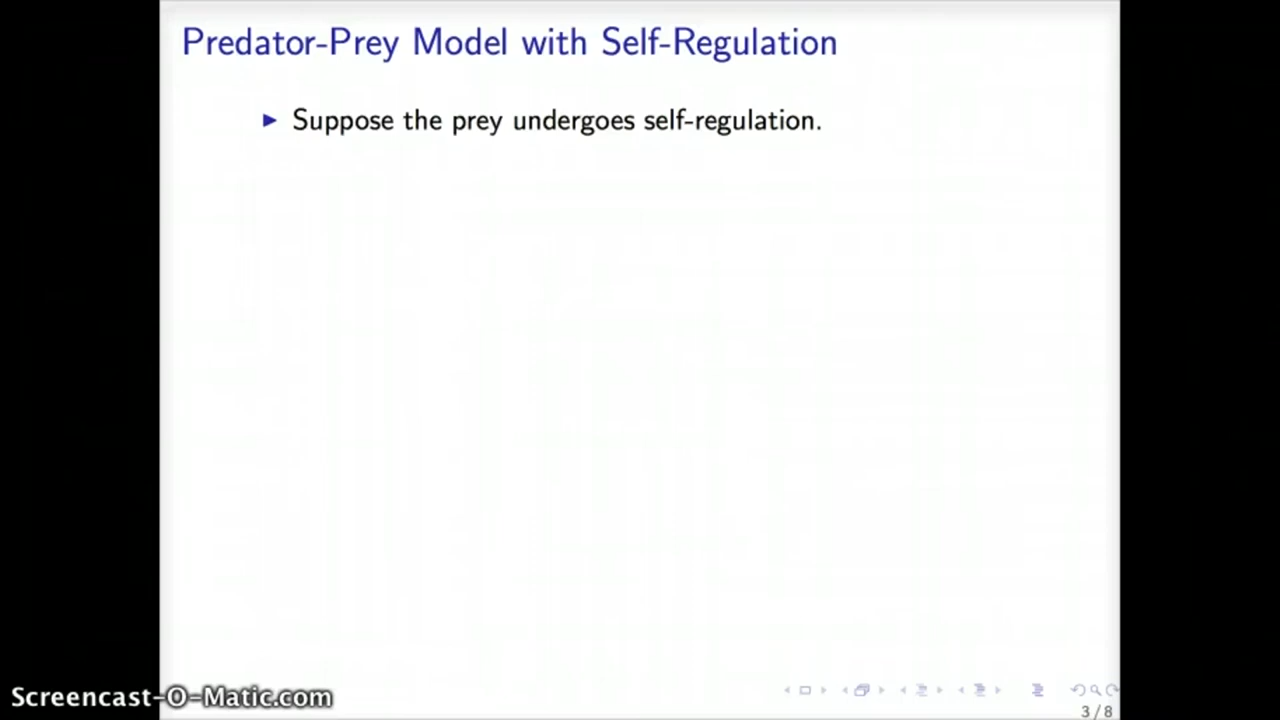 Predator-Prey Model with Self-Regulation
Suppose the prey undergoes self-regulation.
Screencast-O-Matic.com
3 / 8